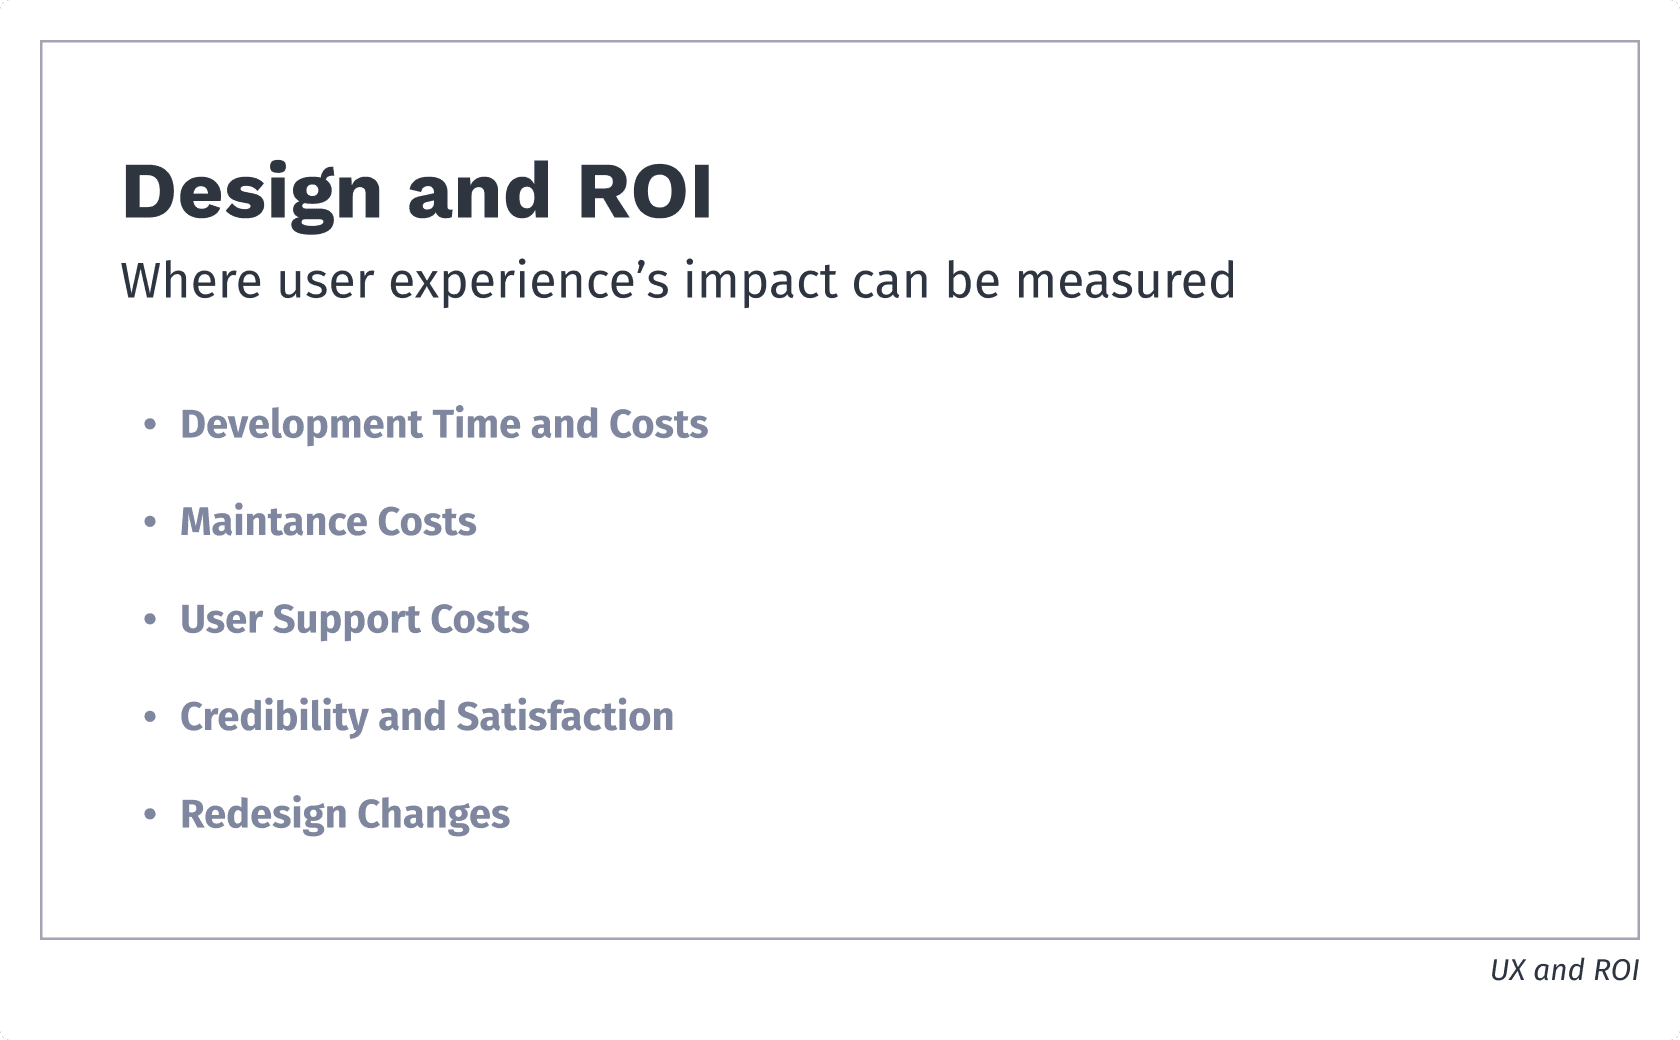 Design and ROI
Where user experience’s impact can be measured
• Development Time and Costs
• Maintance Costs
• User Support Costs
• Credibility and Satisfaction
• Redesign Changes
UX and ROI